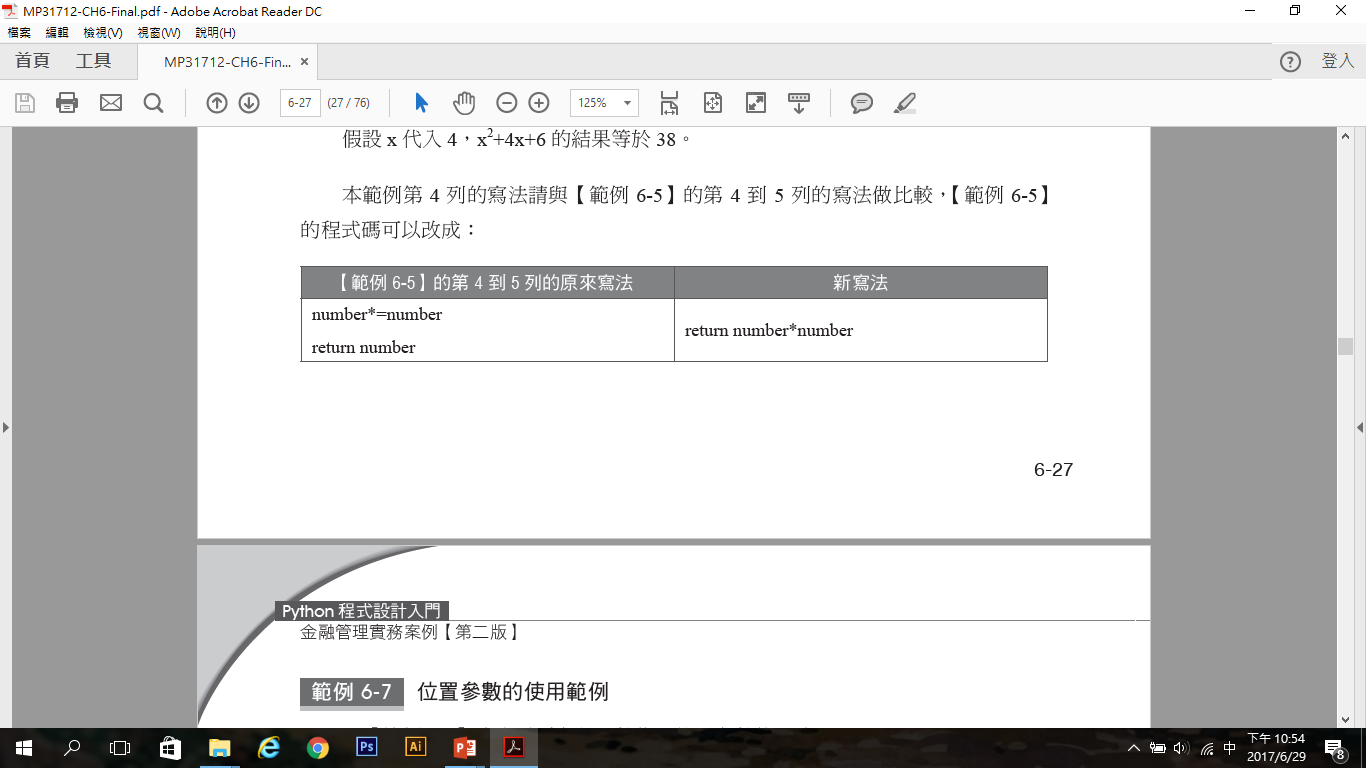 MP31712-CH6-Final.pdf - Adobe Acrobat Reader DC
檔案 編輯 檢視(V) 視窗(W) 說明(H)
首頁 工具 MP31712-CH6-Fin... × 登入
6-27 (27 / 76) 125%
假設 x 代入 4，x²+4x+6 的結果等於 38。
本範例第 4 列的寫法請與【範例 6-5】的第 4 到 5 列的寫法做比較，【範例 6-5】
的程式碼可以改成：
【範例 6-5】的第 4 到 5 列的原來寫法 新寫法
number*=number
return number
return number*number
6-27
Python 程式設計入門
金融管理實務案例【第二版】
範例 6-7 位置參數的使用範例
Ps Ai 中 下午 10:54
2017/6/29 8